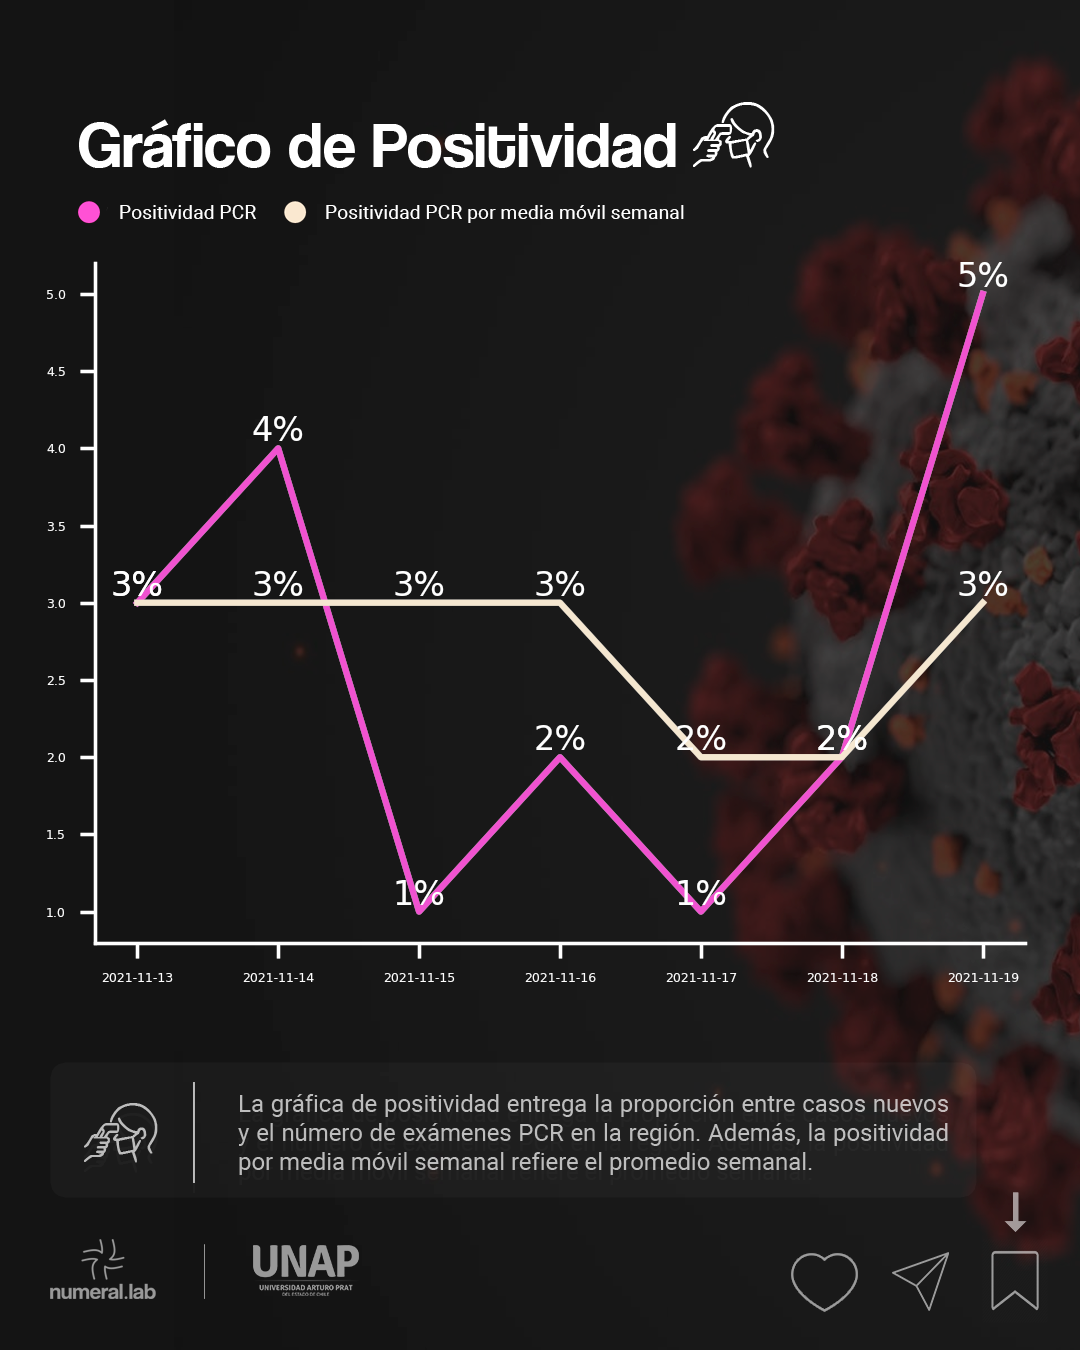 Gráfico de Positividad
Positividad PCR
Positividad PCR por media móvil semanal
5.0
4.5
4.0
3.5
3.0
2.5
2.0
1.5
1.0
5%
4%
3%
3%
3%
3%
3%
2%
2%
2%
1%
1%
2021-11-13
2021-11-14
2021-11-15
2021-11-16
2021-11-17
2021-11-18
2021-11-19
La gráfica de positividad entrega la proporción entre casos nuevos
y el número de exámenes PCR en la región. Además, la positividad
por media móvil semanal refiere el promedio semanal.
numeral.lab
UNAP
UNIVERSIDAD ARTURO PRAT
DEL ESTADO DE CHILE